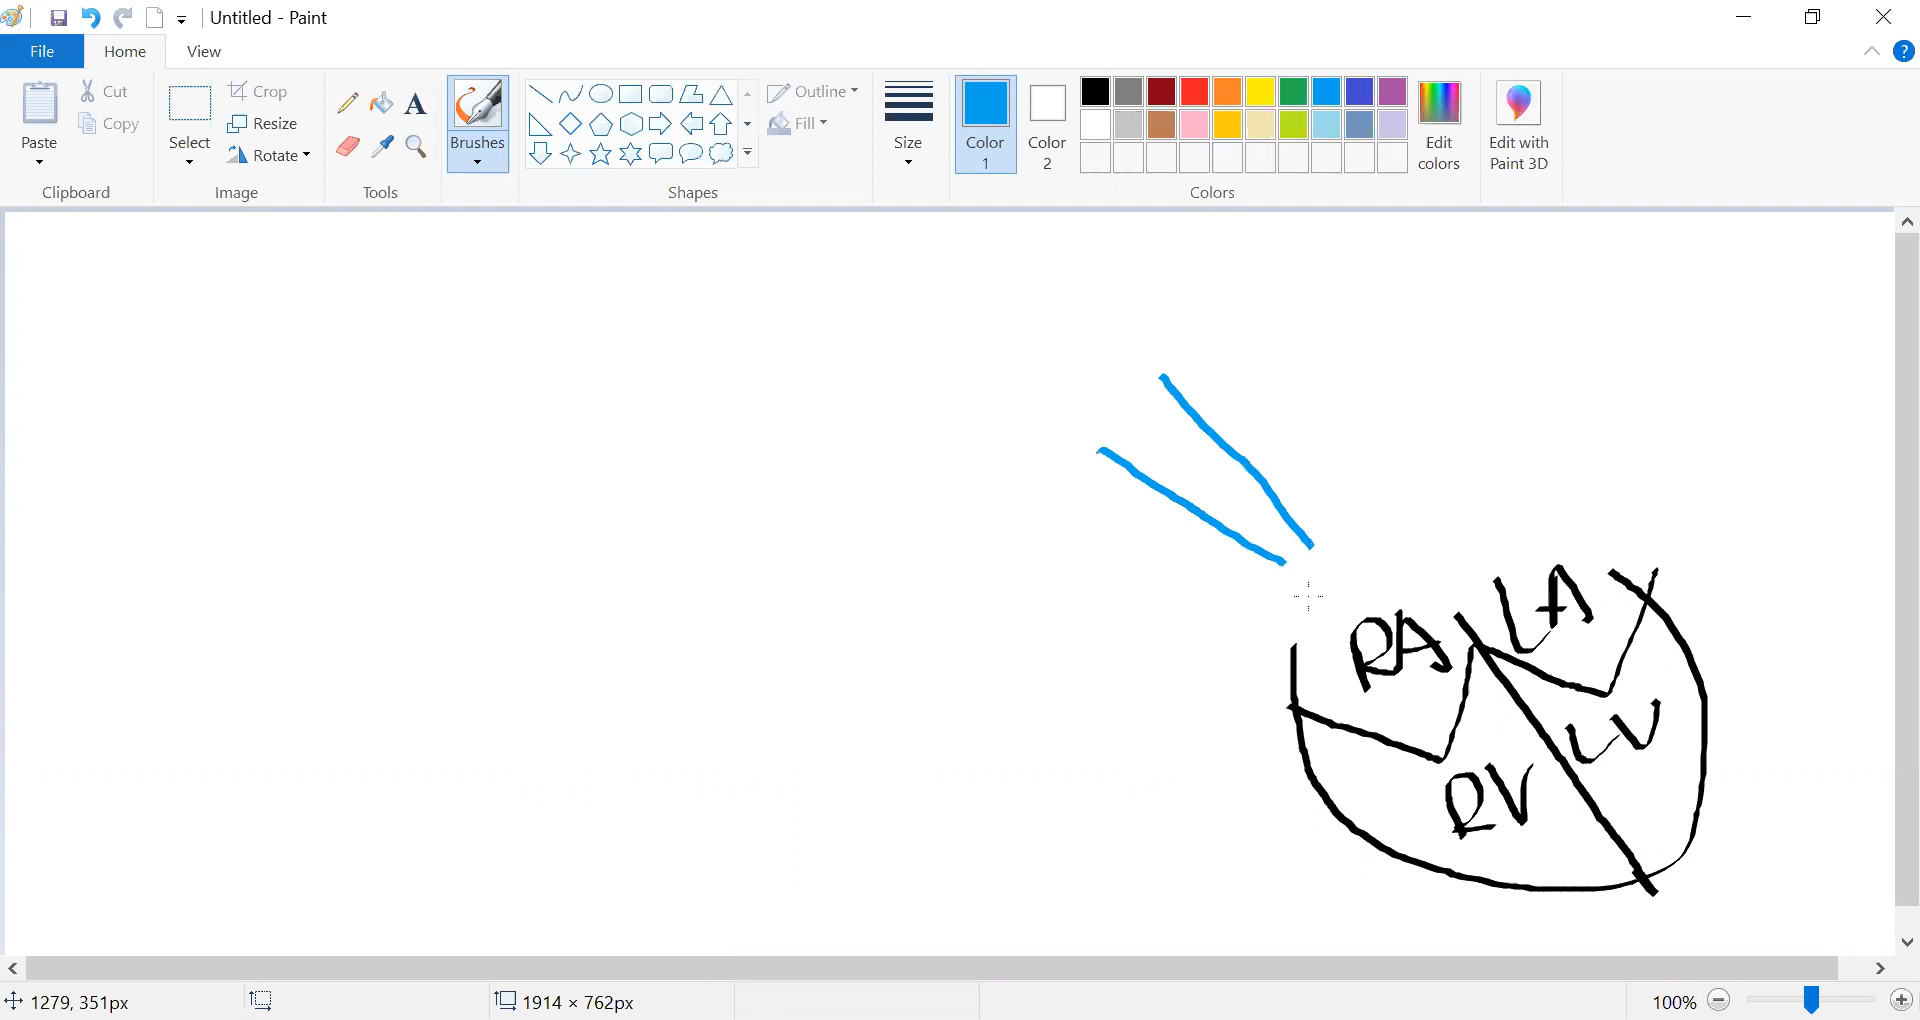 Untitled - Paint
File Home View
Paste
Cut
Copy
Clipboard
Select
Crop
Resize
Rotate
Image
Tools
Brushes
Shapes
Outline
Fill
Size
Color 1
Color 2
Edit colors
Edit with Paint 3D
Colors
RA
LA
RV
LV
1279, 351px
1914 × 762px
100%